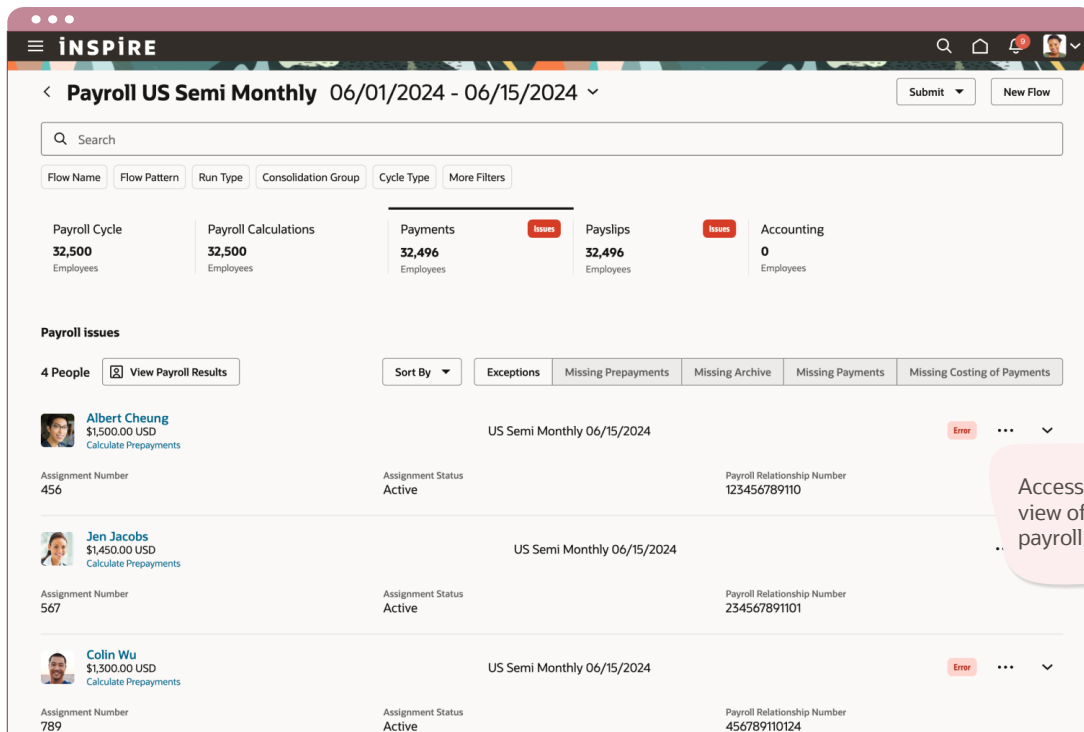 iNSPiRE
9
Payroll US Semi Monthly 06/01/2024 - 06/15/2024
Submit
New Flow
Search
Flow Name Flow Pattern Run Type Consolidation Group Cycle Type More Filters
Payroll Cycle
32,500
Employees
Payroll Calculations
32,500
Employees
Payments
Issues
32,496
Employees
Payslips
Issues
32,496
Employees
Accounting
0
Employees
Payroll issues
4 People View Payroll Results Sort By Exceptions Missing Prepayments Missing Archive Missing Payments Missing Costing of Payments
Albert Cheung
$1,500.00 USD
Calculate Prepayments
US Semi Monthly 06/15/2024
Error
Assignment Number
456
Assignment Status
Active
Payroll Relationship Number
123456789110
Access
view of
payroll
Jen Jacobs
$1,450.00 USD
Calculate Prepayments
US Semi Monthly 06/15/2024
Assignment Number
567
Assignment Status
Active
Payroll Relationship Number
234567891101
Colin Wu
$1,300.00 USD
Calculate Prepayments
US Semi Monthly 06/15/2024
Error
Assignment Number
789
Assignment Status
Active
Payroll Relationship Number
456789110124